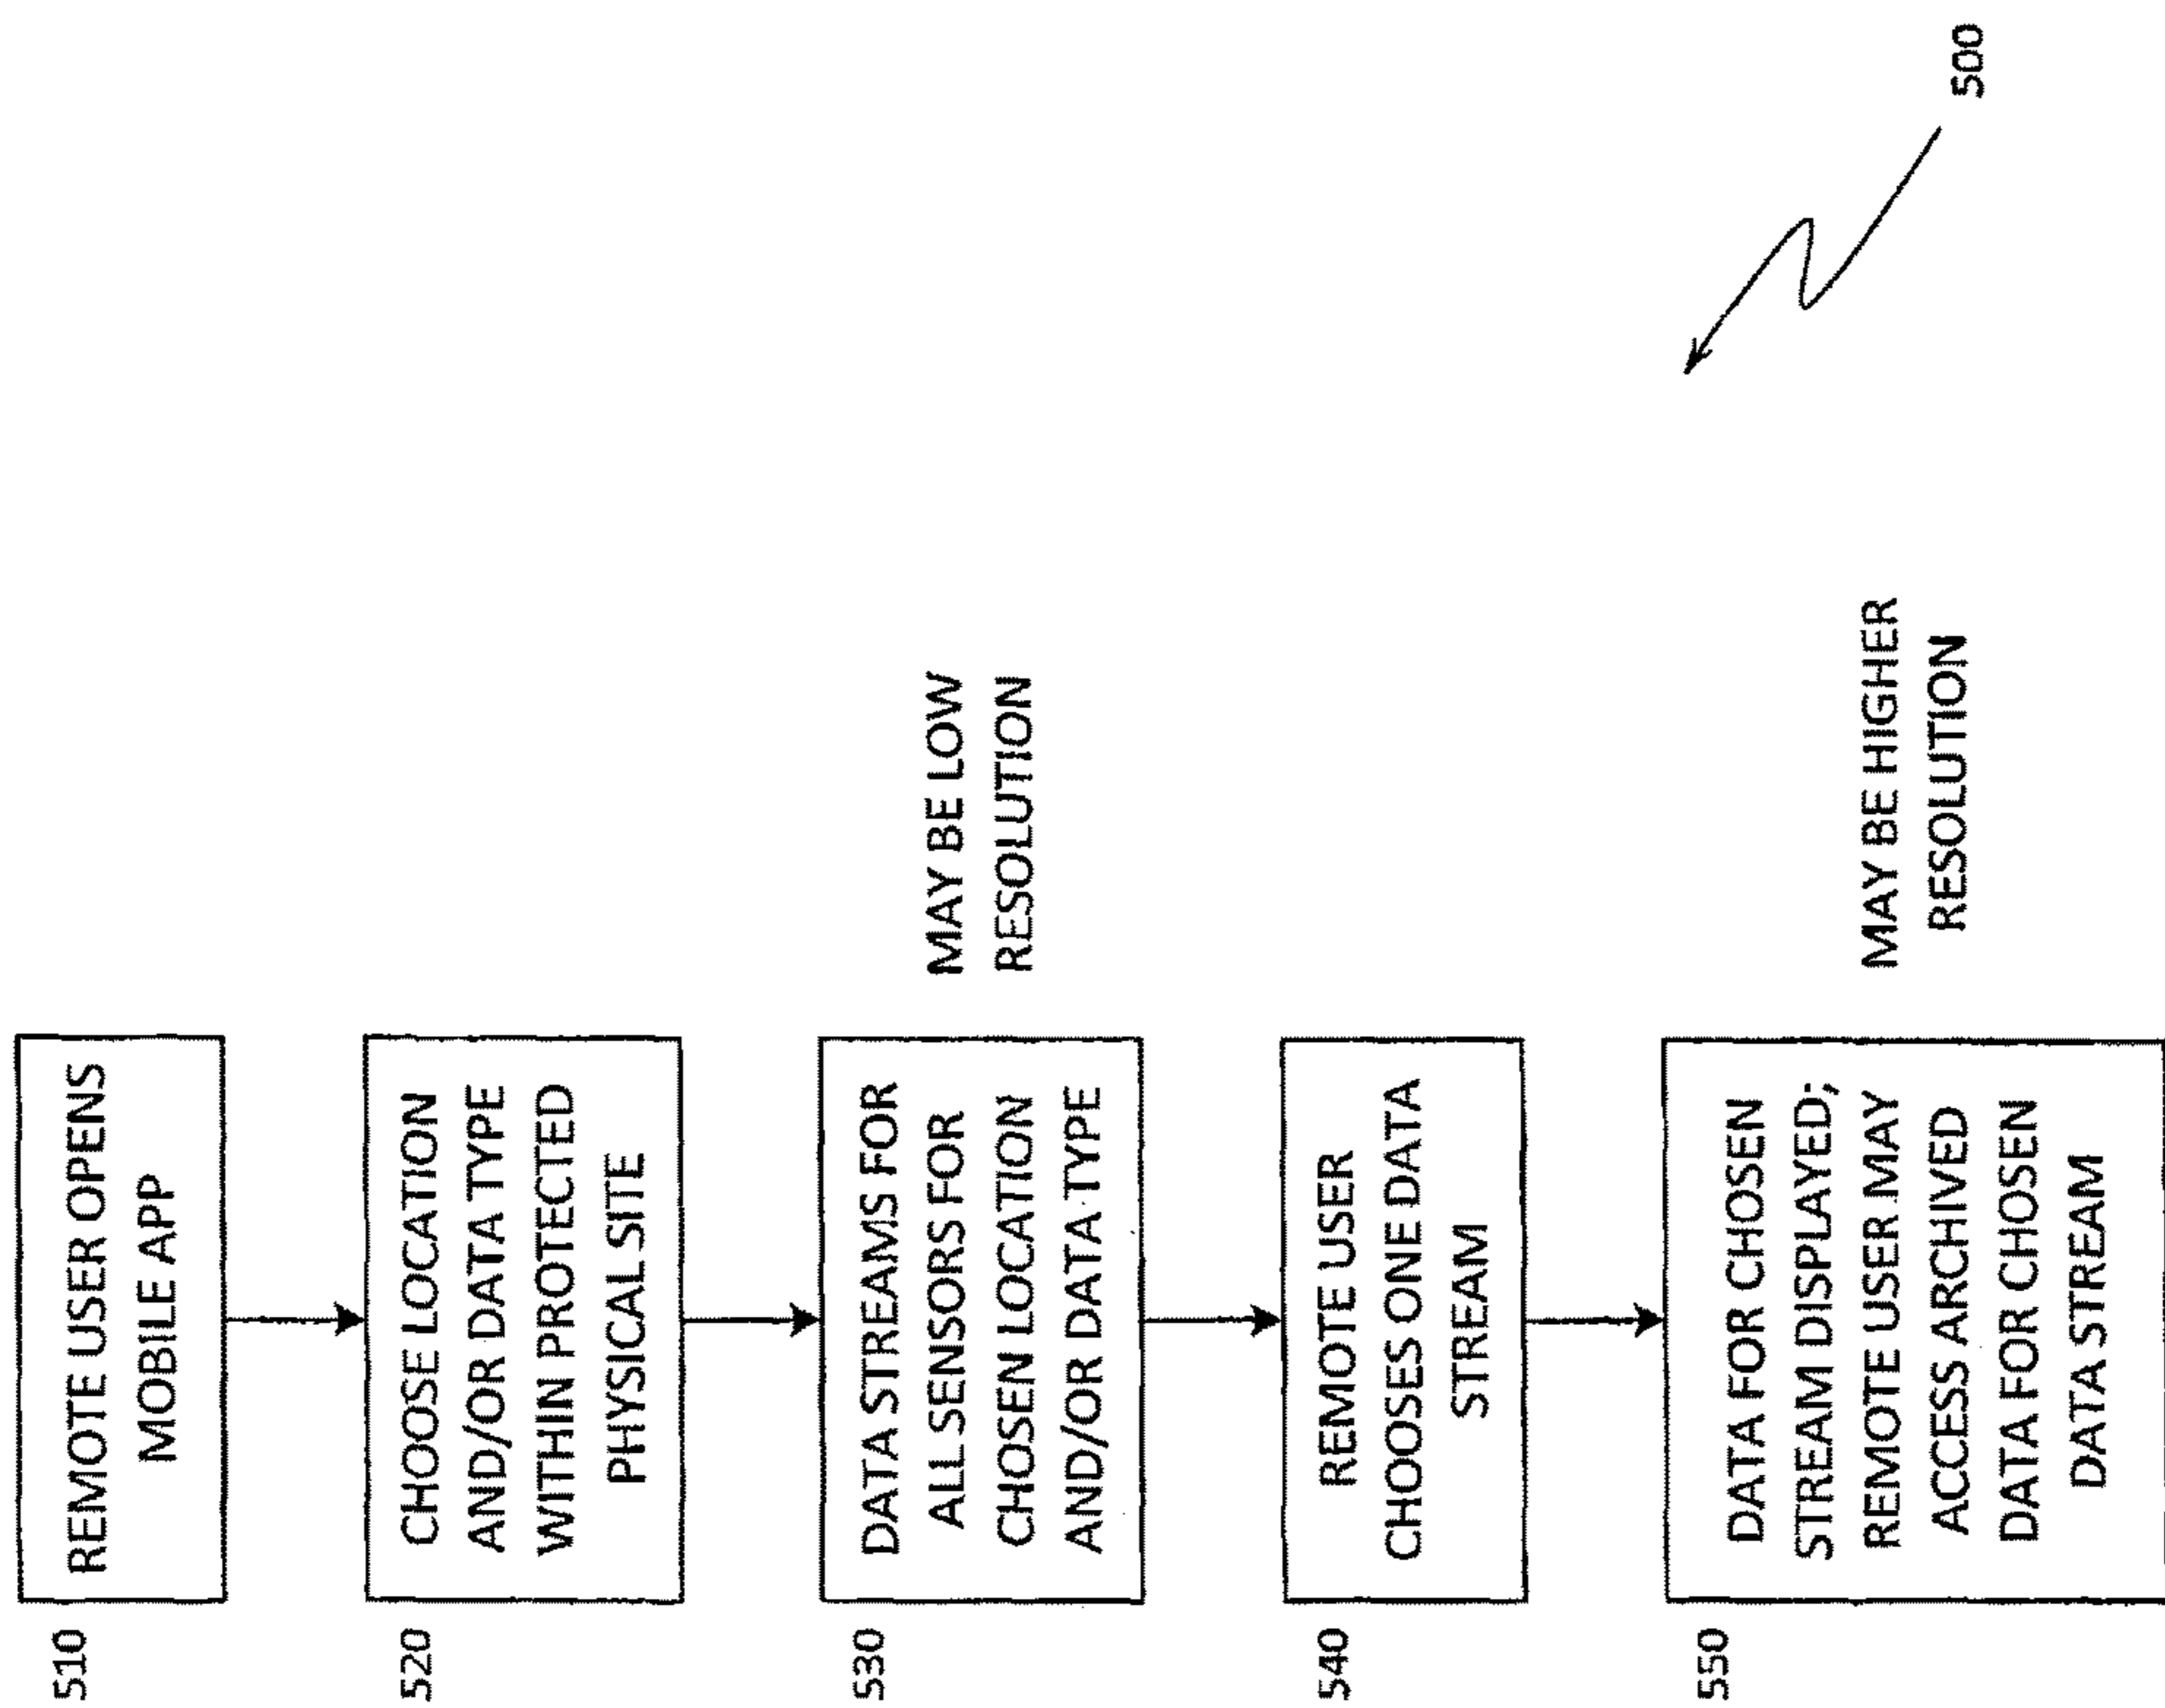 510
REMOTE USER OPENS
MOBILE APP
520
CHOOSE LOCATION
AND/OR DATA TYPE
WITHIN PROTECTED
PHYSICAL SITE
530
DATA STREAMS FOR
ALL SENSORS FOR
CHOSEN LOCATION
AND/OR DATA TYPE
MAY BE LOW
RESOLUTION
540
REMOTE USER
CHOOSES ONE DATA
STREAM
550
DATA FOR CHOSEN
STREAM DISPLAYED;
REMOTE USER MAY
ACCESS ARCHIVED
DATA FOR CHOSEN
DATA STREAM
MAY BE HIGHER
RESOLUTION
500